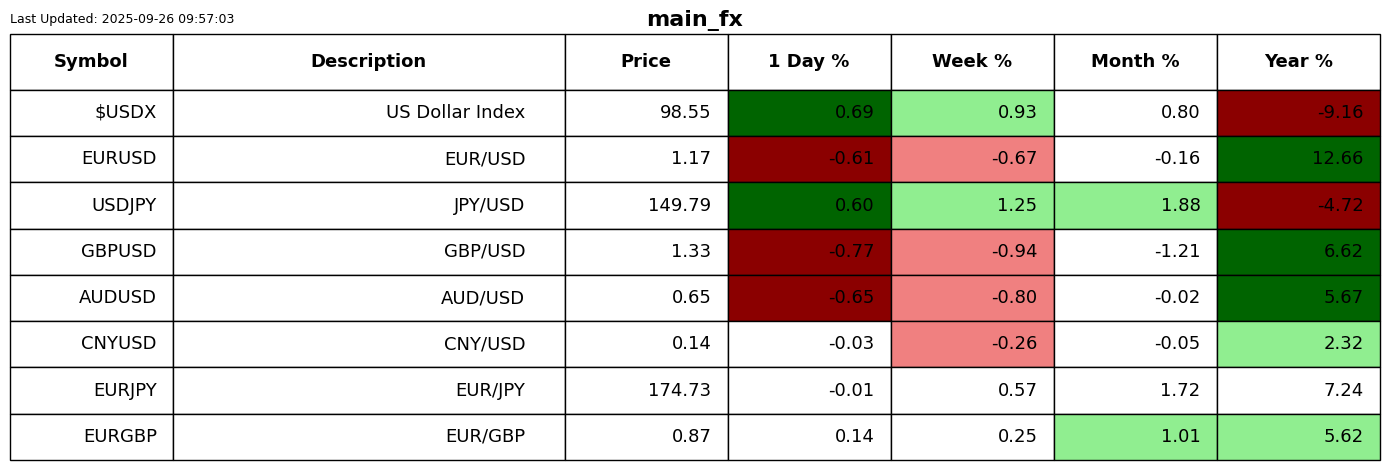 Last Updated: 2025-09-26 09:57:03
main_fx
Symbol Description Price 1 Day % Week % Month % Year %
$USDX US Dollar Index 98.55 0.69 0.93 0.80 -9.16
EURUSD EUR/USD 1.17 -0.61 -0.67 -0.16 12.66
USDJPY JPY/USD 149.79 0.60 1.25 1.88 -4.72
GBPUSD GBP/USD 1.33 -0.77 -0.94 -1.21 6.62
AUDUSD AUD/USD 0.65 -0.65 -0.80 -0.02 5.67
CNYUSD CNY/USD 0.14 -0.03 -0.26 -0.05 2.32
EURJPY EUR/JPY 174.73 -0.01 0.57 1.72 7.24
EURGBP EUR/GBP 0.87 0.14 0.25 1.01 5.62